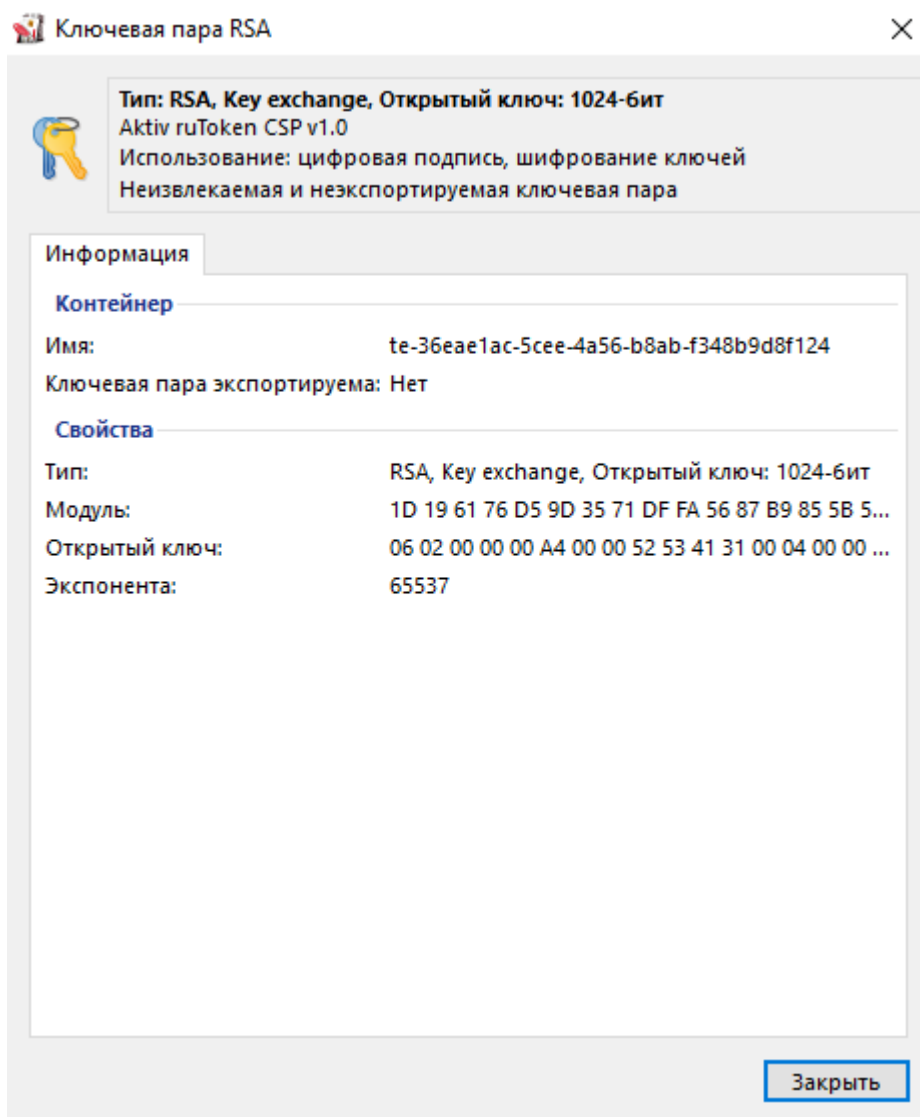 Ключевая пара RSA
Тип: RSA, Key exchange, Открытый ключ: 1024-бит
Aktiv ruToken CSP v1.0
Использование: цифровая подпись, шифрование ключей
Неизвлекаемая и неэкспортируемая ключевая пара
Информация
Контейнер
Имя: te-36eae1ac-5cee-4a56-b8ab-f348b9d8f124
Ключевая пара экспортируема: Нет
Свойства
Тип: RSA, Key exchange, Открытый ключ: 1024-бит
Модуль: 1D 19 61 76 D5 9D 35 71 DF FA 56 87 B9 85 5B 5...
Открытый ключ: 06 02 00 00 00 A4 00 00 52 53 41 31 00 04 00 00 ...
Экспонента: 65537
Закрыть